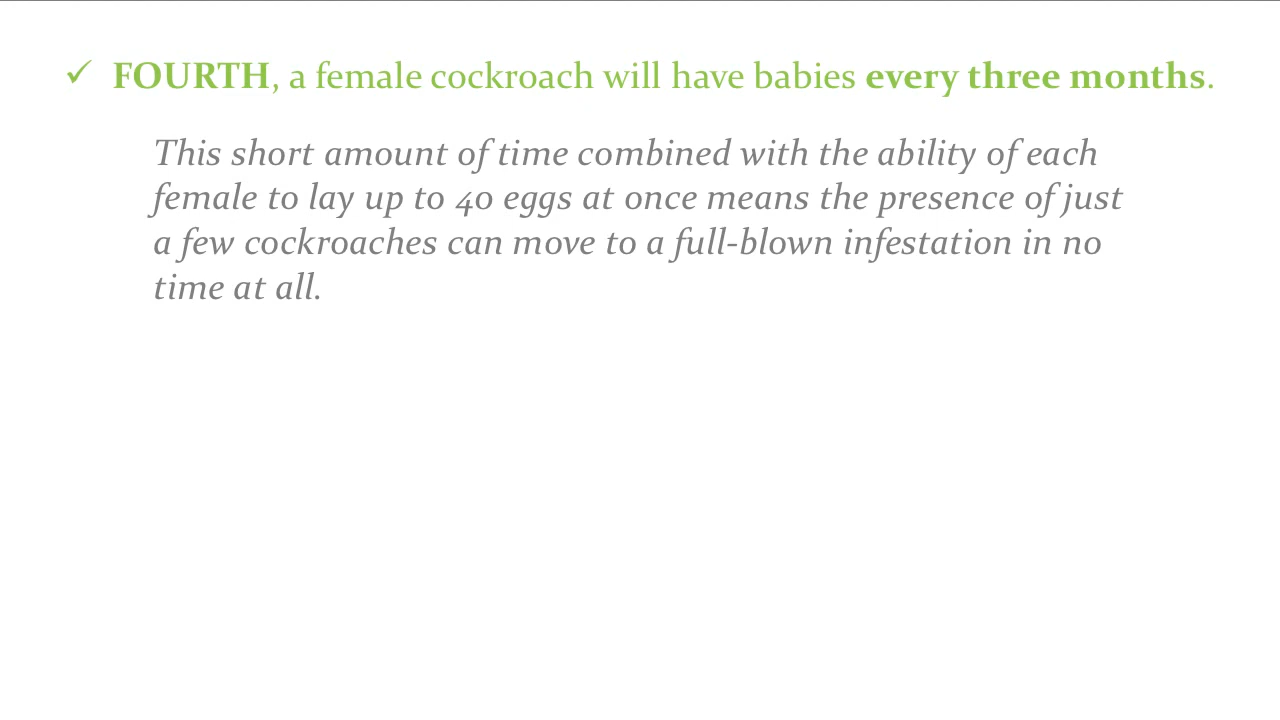 ✓ FOURTH, a female cockroach will have babies every three months.
This short amount of time combined with the ability of each
female to lay up to 40 eggs at once means the presence of just
a few cockroaches can move to a full-blown infestation in no
time at all.